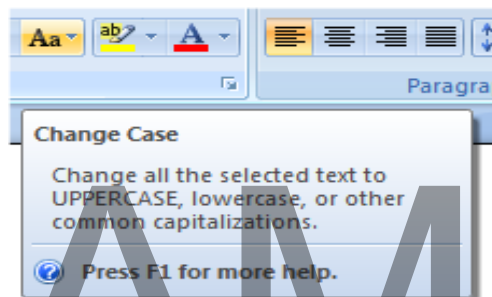 Aa ab A
Paragra
Change Case
Change all the selected text to
UPPERCASE, lowercase, or other
common capitalizations.
Press F1 for more help.
AM